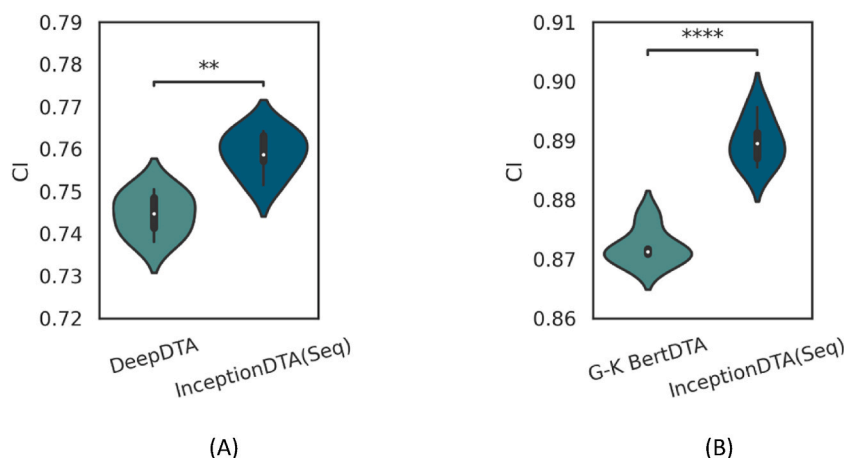 0.79
0.78
0.77
0.76
0.75
0.74
0.73
0.72
CI
**
DeepDTA
InceptionDTA(Seq)
(A)
0.91
0.90
0.89
0.88
0.87
0.86
CI
****
G-K BertDTA
InceptionDTA(Seq)
(B)